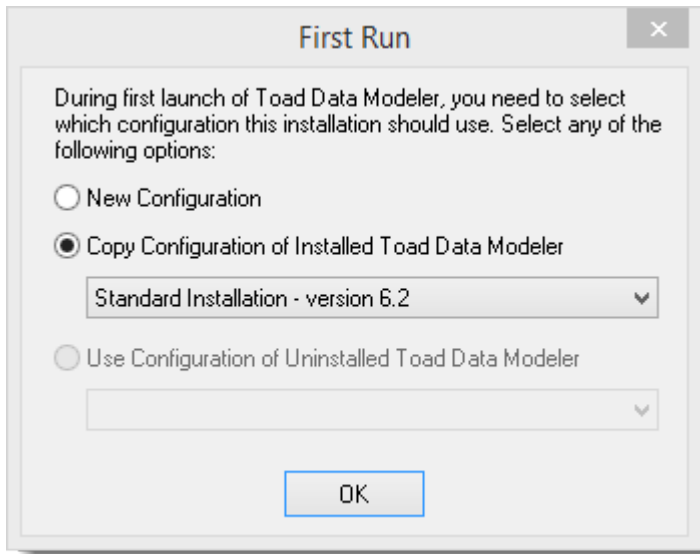 First Run
During first launch of Toad Data Modeler, you need to select
which configuration this installation should use. Select any of the
following options:
New Configuration
Copy Configuration of Installed Toad Data Modeler
Standard Installation - version 6.2
Use Configuration of Uninstalled Toad Data Modeler
OK